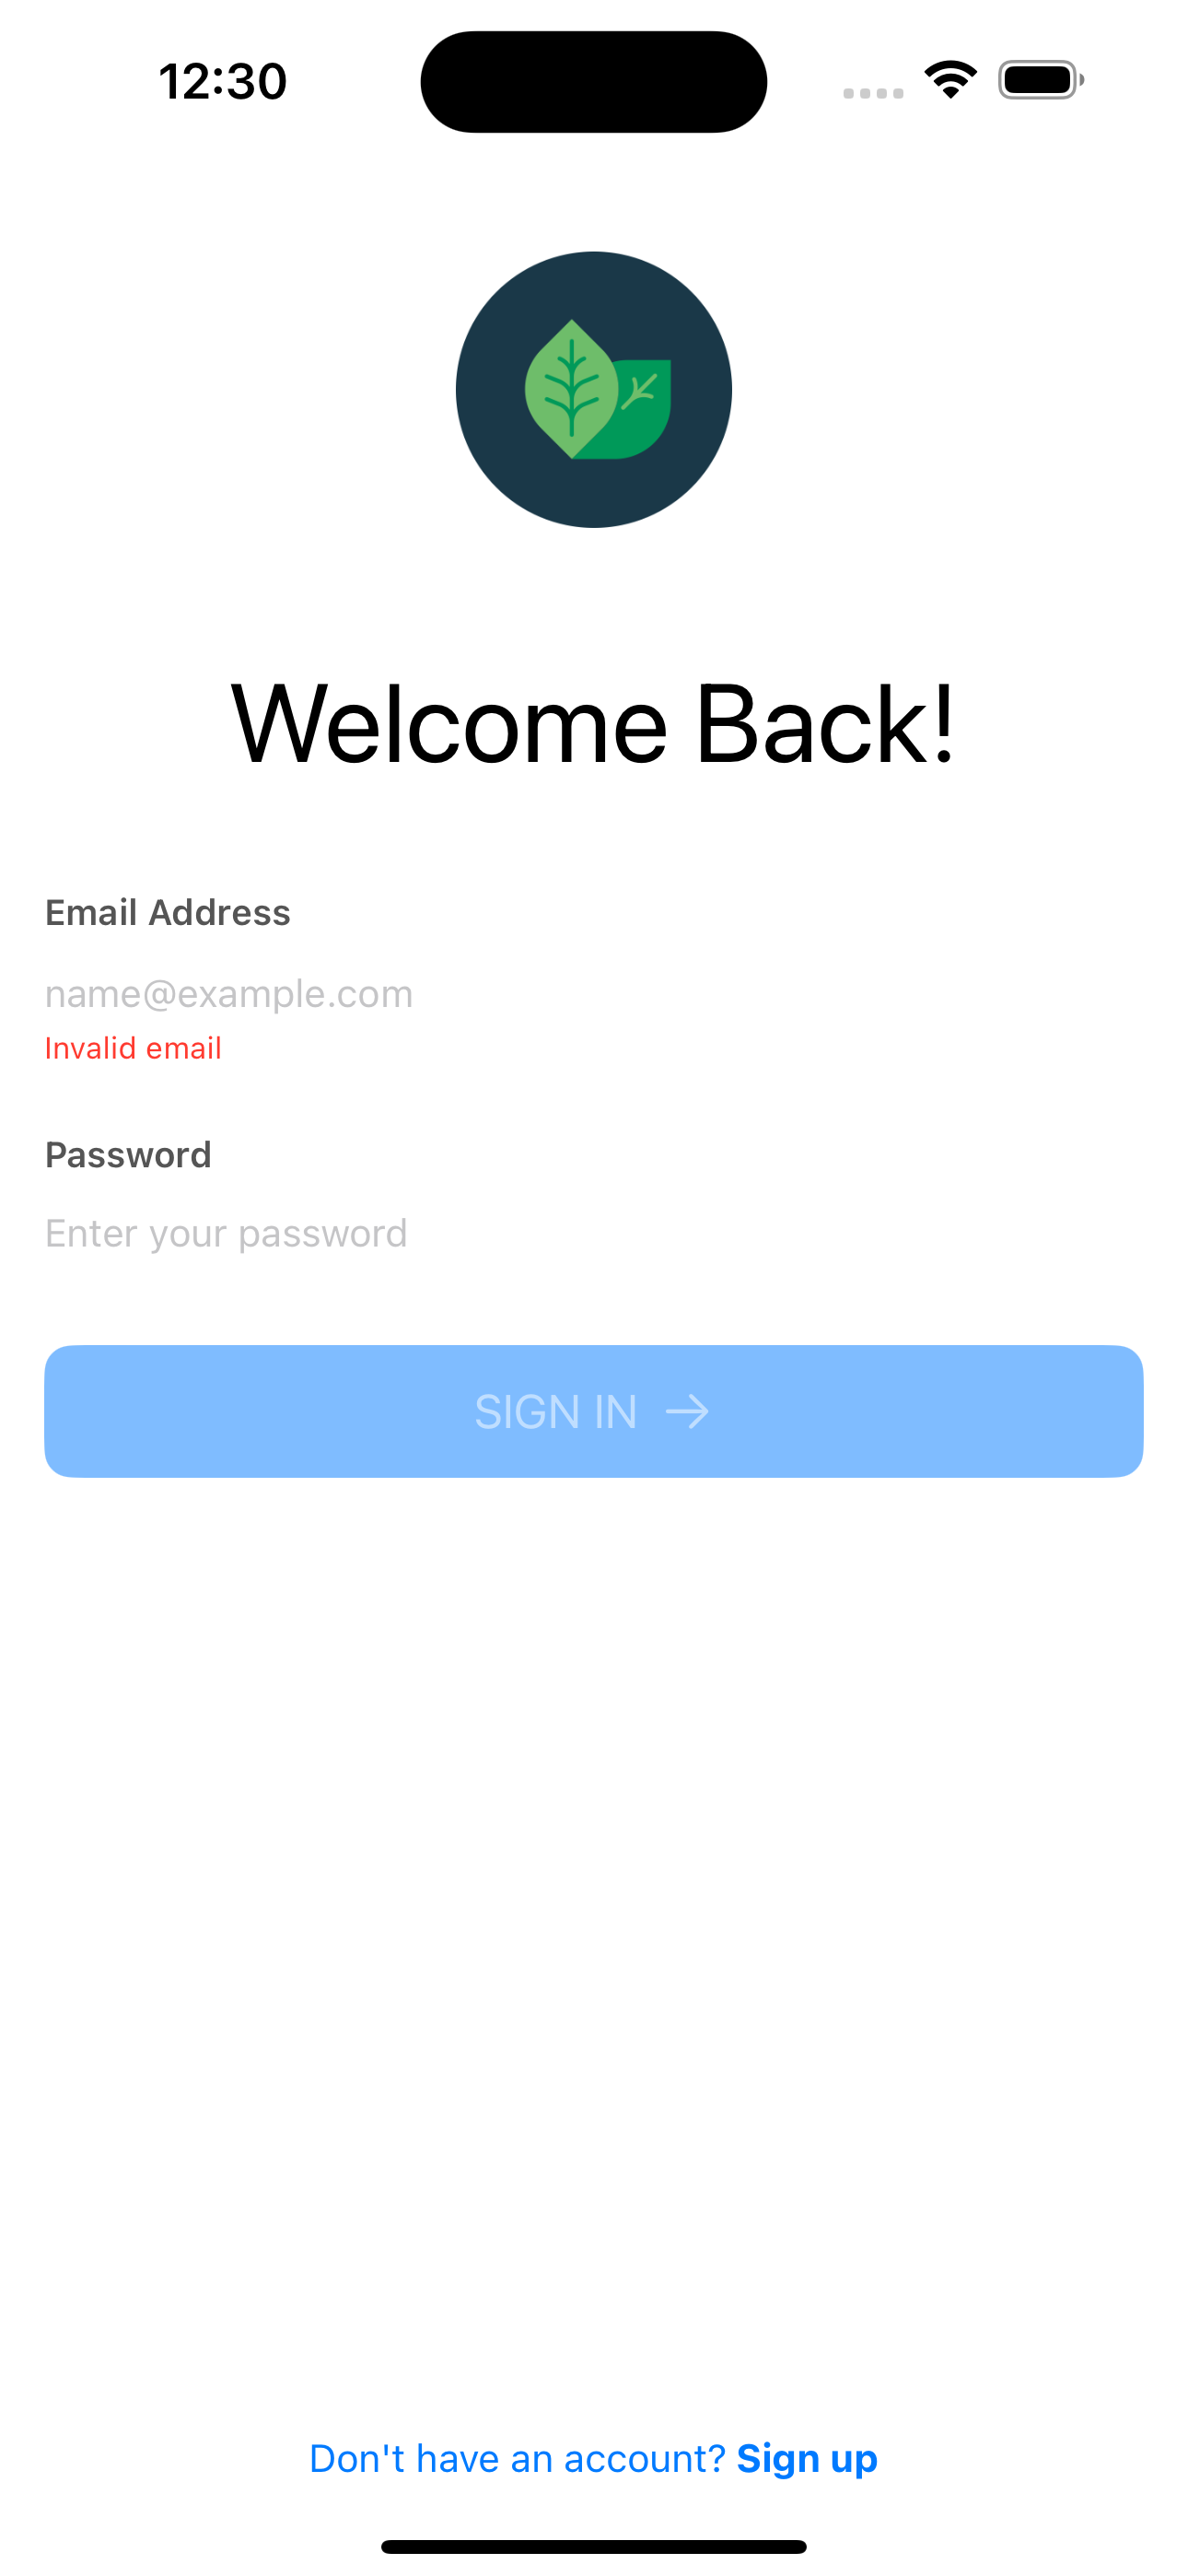 12:30
Welcome Back!
Email Address
name@example.com
Invalid email
Password
Enter your password
SIGN IN →
Don't have an account? Sign up